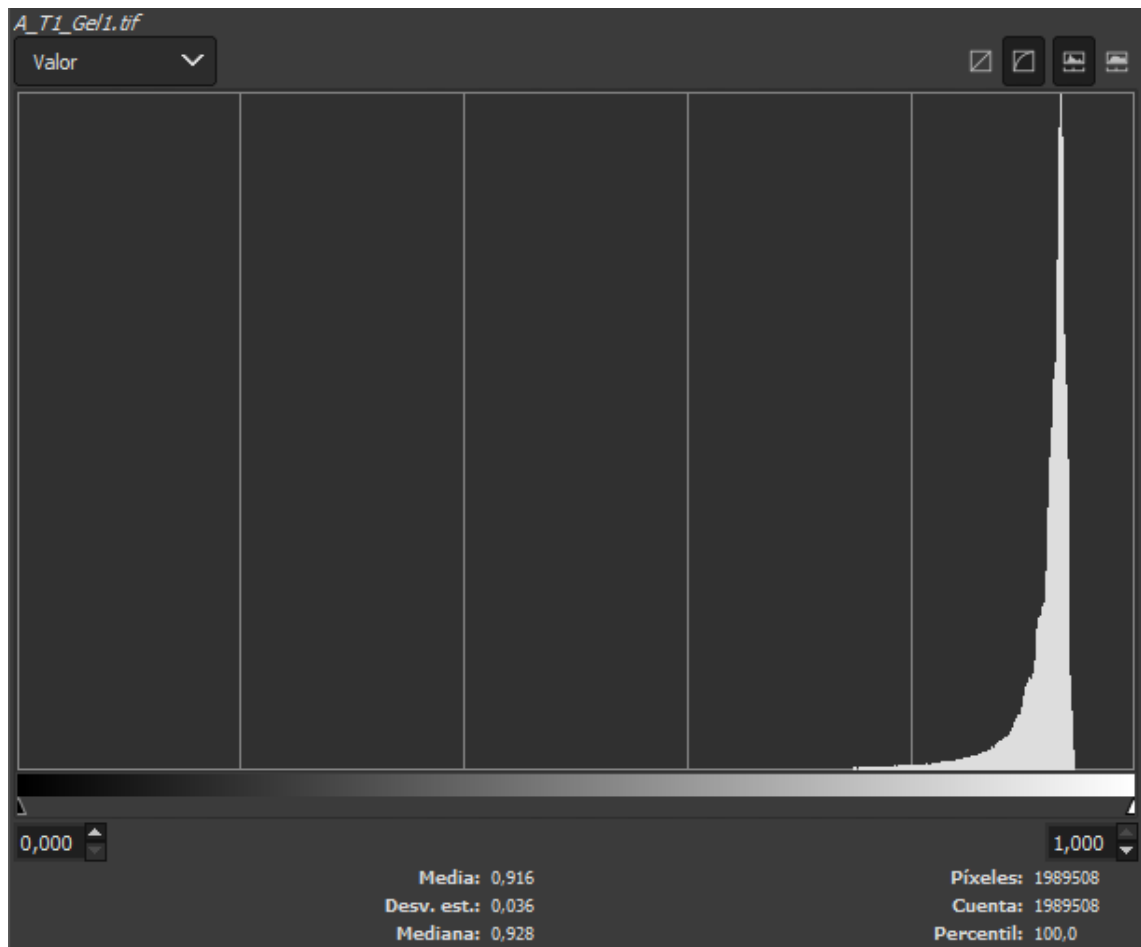 A_T1_Gel1.tif
Valor
0,000 1,000
Media: 0,916 Píxeles: 1989508
Desv. est.: 0,036 Cuenta: 1989508
Mediana: 0,928 Percentil: 100,0